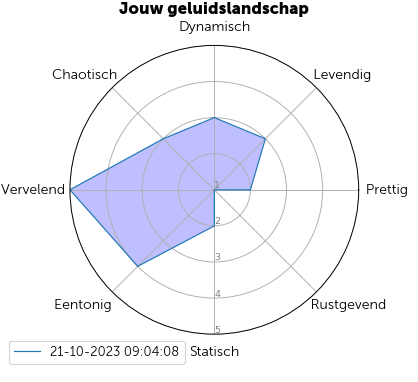 Jouw geluidslandschap
Dynamisch
Chaotisch
Levendig
Vervelend
1
Prettig
2
3
4
Eentonig
Rustgevend
5
21-10-2023 09:04:08
Statisch